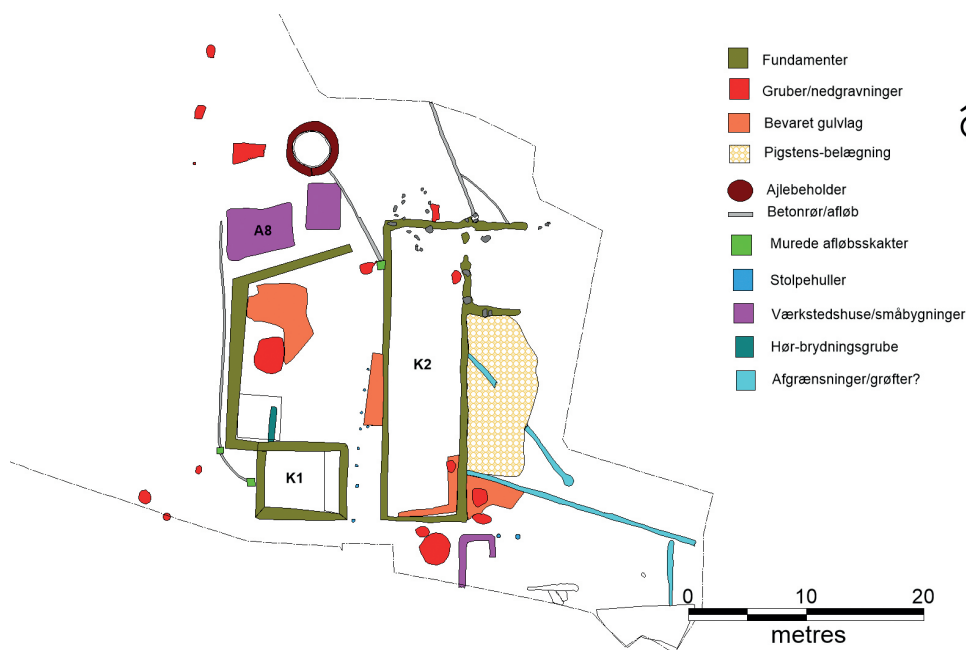 Fundamenter
Gruber/nedgravninger
Bevaret gulvlag
Pigstens-belægning
Ajlebeholder
Betonrør/afløb
Murede afløbsskakter
Stolpehuller
Værkstedshuse/småbygninger
Hør-brydningsgrube
Afgrænsninger/grøfter?
A8
K2
K1
0 10 20
metres